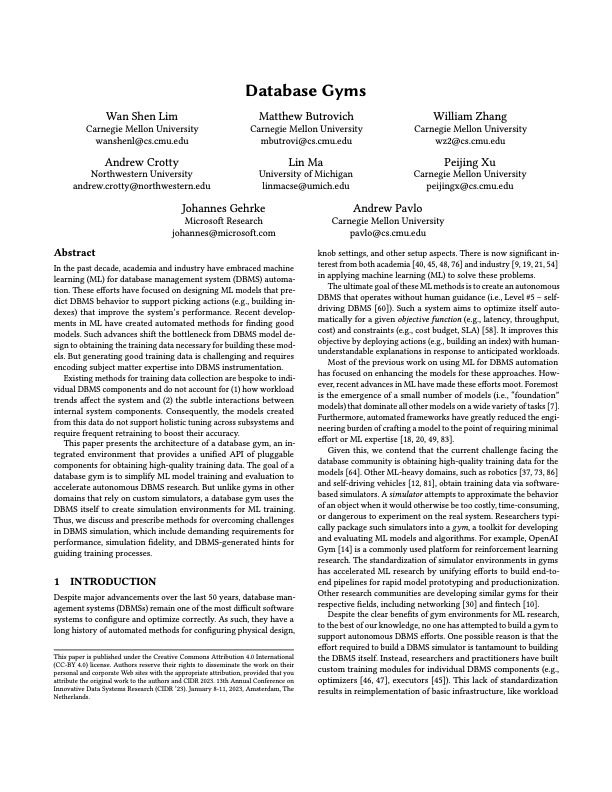 Database Gyms
Wan Shen Lim
Carnegie Mellon University
wanshenl@cs.cmu.edu
Matthew Butrovich
Carnegie Mellon University
mbutrovi@cs.cmu.edu
William Zhang
Carnegie Mellon University
wz2@cs.cmu.edu
Andrew Crotty
Northwestern University
andrew.crotty@northwestern.edu
Lin Ma
University of Michigan
linmacse@umich.edu
Peijing Xu
Carnegie Mellon University
peijingx@cs.cmu.edu
Johannes Gehrke
Microsoft Research
johannes@microsoft.com
Andrew Pavlo
Carnegie Mellon University
pavlo@cs.cmu.edu
Abstract
In the past decade, academia and industry have embraced machine
learning (ML) for database management system (DBMS) automa-
tion. These efforts have focused on designing ML models that pre-
dict DBMS behavior to support picking actions (e.g., building in-
dexes) that improve the system's performance. Recent develop-
ments in ML have created automated methods for finding good
models. Such advances shift the bottleneck from DBMS model de-
sign to obtaining the training data necessary for building these mod-
els. But generating good training data is challenging and requires
encoding subject matter expertise into DBMS instrumentation.
Existing methods for training data collection are bespoke to indi-
vidual DBMS components and do not account for (1) how workload
trends affect the system and (2) the subtle interactions between
internal system components. Consequently, the models created
from this data do not support holistic tuning across subsystems and
require frequent retraining to boost their accuracy.
This paper presents the architecture of a database gym, an in-
tegrated environment that provides a unified API of pluggable
components for obtaining high-quality training data. The goal of a
database gym is to simplify ML model training and evaluation to
accelerate autonomous DBMS research. But unlike gyms in other
domains that rely on custom simulators, a database gym uses the
DBMS itself to create simulation environments for ML training.
Thus, we discuss and prescribe methods for overcoming challenges
in DBMS simulation, which include demanding requirements for
performance, simulation fidelity, and DBMS-generated hints for
guiding training processes.
1 INTRODUCTION
Despite major advancements over the last 50 years, database man-
agement systems (DBMSs) remain one of the most difficult software
systems to configure and optimize correctly. As such, they have a
long history of automated methods for configuring physical design,
This paper is published under the Creative Commons Attribution 4.0 International
(CC-BY 4.0) license. Authors reserve their rights to disseminate the work on their
personal and corporate Web sites with the appropriate attribution, provided that you
attribute the original work to the authors and CIDR 2023. 13th Annual Conference on
Innovative Data Systems Research (CIDR '23). January 8-11, 2023, Amsterdam, The
Netherlands.
knob settings, and other setup aspects. There is now significant in-
terest from both academia [40, 45, 48, 76] and industry [9, 19, 21, 54]
in applying machine learning (ML) to solve these problems.
The ultimate goal of these ML methods is to create an autonomous
DBMS that operates without human guidance (i.e., Level #5 – self-
driving DBMS [60]). Such a system aims to optimize itself auto-
matically for a given objective function (e.g., latency, throughput,
cost) and constraints (e.g., cost budget, SLA) [58]. It improves this
objective by deploying actions (e.g., building an index) with human-
understandable explanations in response to anticipated workloads.
Most of the previous work on using ML for DBMS automation
has focused on enhancing the models for these approaches. How-
ever, recent advances in ML have made these efforts moot. Foremost
is the emergence of a small number of models (i.e., "foundation"
models) that dominate all other models on a wide variety of tasks [7].
Furthermore, automated frameworks have greatly reduced the engi-
neering burden of crafting a model to the point of requiring minimal
effort or ML expertise [18, 20, 49, 83].
Given this, we contend that the current challenge facing the
database community is obtaining high-quality training data for the
models [64]. Other ML-heavy domains, such as robotics [37, 73, 86]
and self-driving vehicles [12, 81], obtain training data via software-
based simulators. A simulator attempts to approximate the behavior
of an object when it would otherwise be too costly, time-consuming,
or dangerous to experiment on the real system. Researchers typi-
cally package such simulators into a gym, a toolkit for developing
and evaluating ML models and algorithms. For example, OpenAI
Gym [14] is a commonly used platform for reinforcement learning
research. The standardization of simulator environments in gyms
has accelerated ML research by unifying efforts to build end-to-
end pipelines for rapid model prototyping and productionization.
Other research communities are developing similar gyms for their
respective fields, including networking [30] and fintech [10].
Despite the clear benefits of gym environments for ML research,
to the best of our knowledge, no one has attempted to build a gym to
support autonomous DBMS efforts. One possible reason is that the
effort required to build a DBMS simulator is tantamount to building
the DBMS itself. Instead, researchers and practitioners have built
custom training modules for individual DBMS components (e.g.,
optimizers [46, 47], executors [45]). This lack of standardization
results in reimplementation of basic infrastructure, like workload